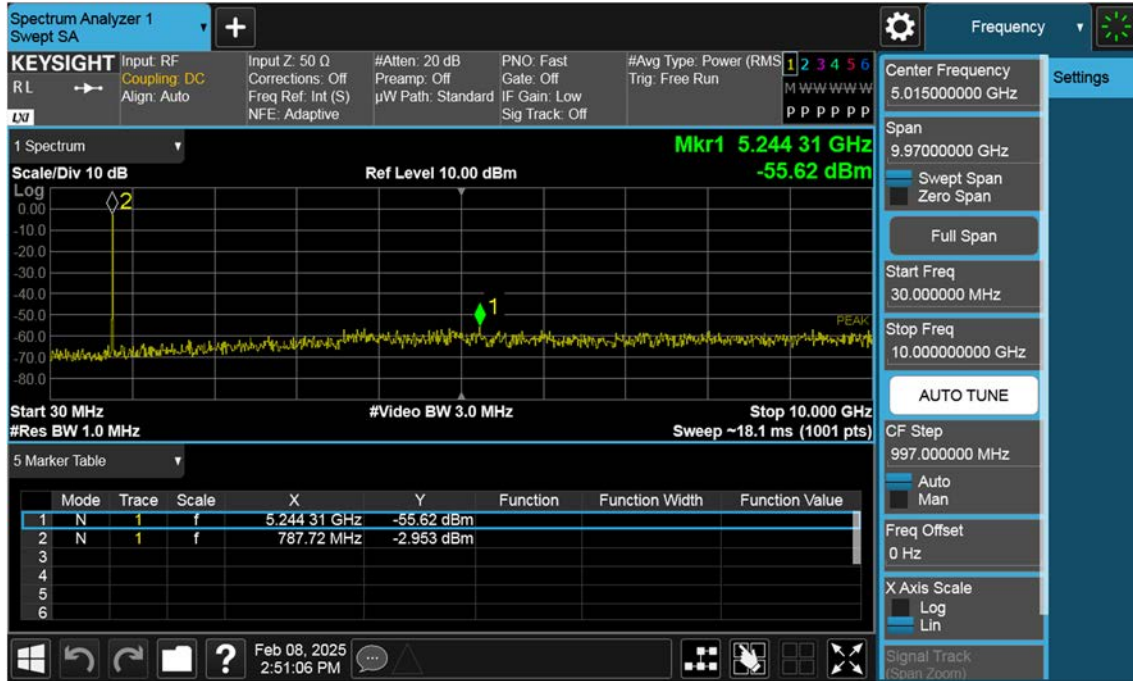 Spectrum Analyzer 1
Swept SA
+
Frequency
KEYSIGHT
R L
LXI
Input: RF
Coupling: DC
Align: Auto
Input Z: 50 Ω
Corrections: Off
Freq Ref: Int (S)
NFE: Adaptive
#Atten: 20 dB
Preamp: Off
µW Path: Standard
PNO: Fast
Gate: Off
IF Gain: Low
Sig Track: Off
#Avg Type: Power (RMS
Trig: Free Run
1 2 3 4 5 6
M W W W W W
P P P P P P
1 Spectrum
Mkr1 5.244 31 GHz
-55.62 dBm
Scale/Div 10 dB
Ref Level 10.00 dBm
Log
0.00
-10.0
-20.0
-30.0
-40.0
-50.0
-60.0
-70.0
-80.0
2
1
PEAK
Start 30 MHz
#Video BW 3.0 MHz
Stop 10.000 GHz
#Res BW 1.0 MHz
Sweep ~18.1 ms (1001 pts)
5 Marker Table
Mode Trace Scale X Y Function Function Width Function Value
1 N 1 f 5.244 31 GHz -55.62 dBm
2 N 1 f 787.72 MHz -2.953 dBm
3
4
5
6
?
Feb 08, 2025
2:51:06 PM
Center Frequency
5.015000000 GHz
Settings
Span
9.97000000 GHz
Swept Span
Zero Span
Full Span
Start Freq
30.000000 MHz
Stop Freq
10.000000000 GHz
AUTO TUNE
CF Step
997.000000 MHz
Auto
Man
Freq Offset
0 Hz
X Axis Scale
Log
Lin
Signal Track
(Span Zoom)